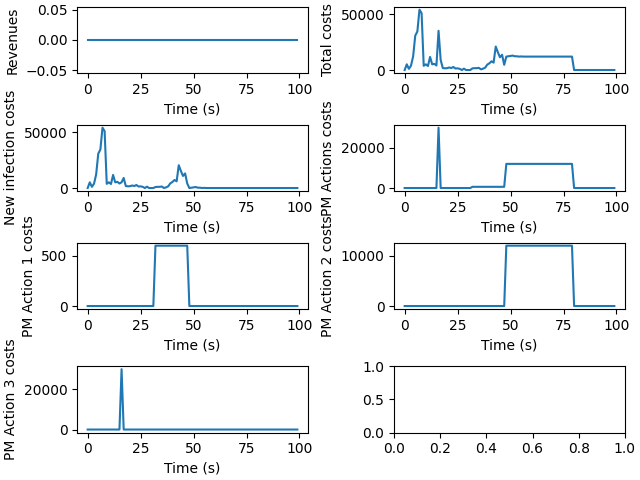 Revenues
0.05
0.00
−0.05
0 25 50 75 100
Time (s)
Total costs
50000
0
0 25 50 75 100
Time (s)
New infection costs
50000
0
0 25 50 75 100
Time (s)
PM Actions costs
20000
0
0 25 50 75 100
Time (s)
PM Action 1 costs
500
0
0 25 50 75 100
Time (s)
PM Action 2 costs
10000
0
0 25 50 75 100
Time (s)
PM Action 3 costs
20000
0
0 25 50 75 100
Time (s)
1.0
0.5
0.0
0.0 0.2 0.4 0.6 0.8 1.0